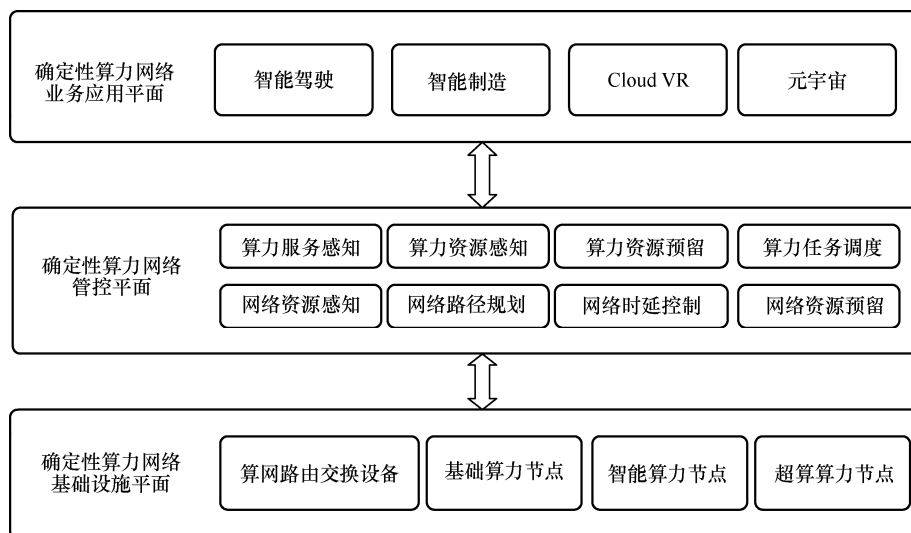 确定性算力网络
业务应用平面
智能驾驶
智能制造
Cloud VR
元宇宙
确定性算力网络
管控平面
算力服务感知
算力资源感知
算力资源预留
算力任务调度
网络资源感知
网络路径规划
网络时延控制
网络资源预留
确定性算力网络
基础设施平面
算网路由交换设备
基础算力节点
智能算力节点
超算算力节点